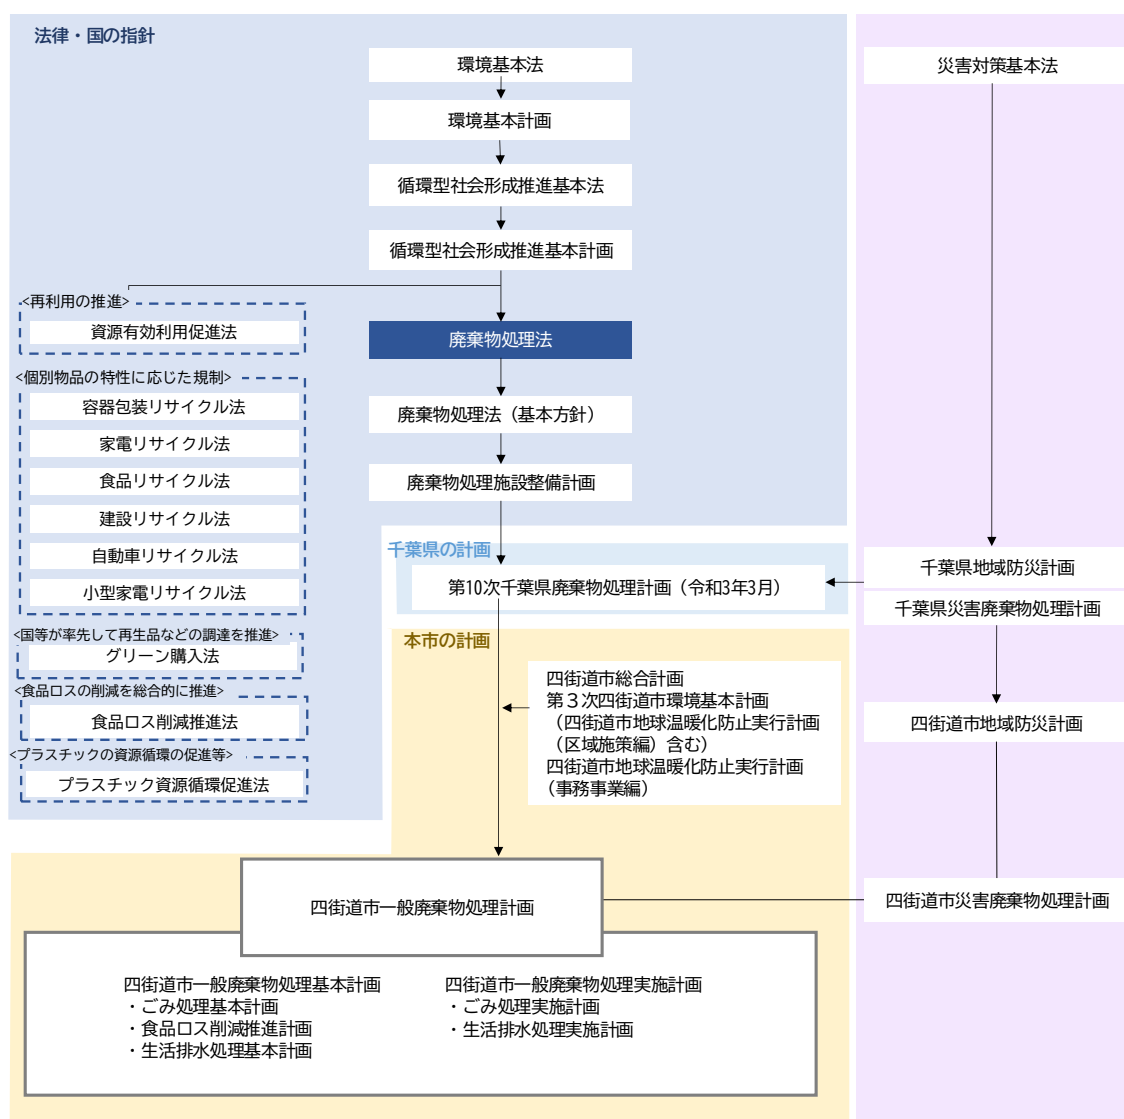 法律・国の指針
環境基本法
環境基本計画
循環型社会形成推進基本法
循環型社会形成推進基本計画
<再利用の推進>
資源有効利用促進法
廃棄物処理法
<個別物品の特性に応じた規制>
容器包装リサイクル法
家電リサイクル法
食品リサイクル法
建設リサイクル法
自動車リサイクル法
小型家電リサイクル法
廃棄物処理法（基本方針）
廃棄物処理施設整備計画
<国等が率先して再生品などの調達を推進>
グリーン購入法
<食品ロスの削減を総合的に推進>
食品ロス削減推進法
<プラスチックの資源循環の促進等>
プラスチック資源循環促進法
千葉県の計画
第10次千葉県廃棄物処理計画（令和3年3月）
本市の計画
四街道市総合計画
第３次四街道市環境基本計画
（四街道市地球温暖化防止実行計画
（区域施策編）含む）
四街道市地球温暖化防止実行計画
（事務事業編）
災害対策基本法
千葉県地域防災計画
千葉県災害廃棄物処理計画
四街道市地域防災計画
四街道市災害廃棄物処理計画
四街道市一般廃棄物処理計画
四街道市一般廃棄物処理基本計画
・ごみ処理基本計画
・食品ロス削減推進計画
・生活排水処理基本計画
四街道市一般廃棄物処理実施計画
・ごみ処理実施計画
・生活排水処理実施計画